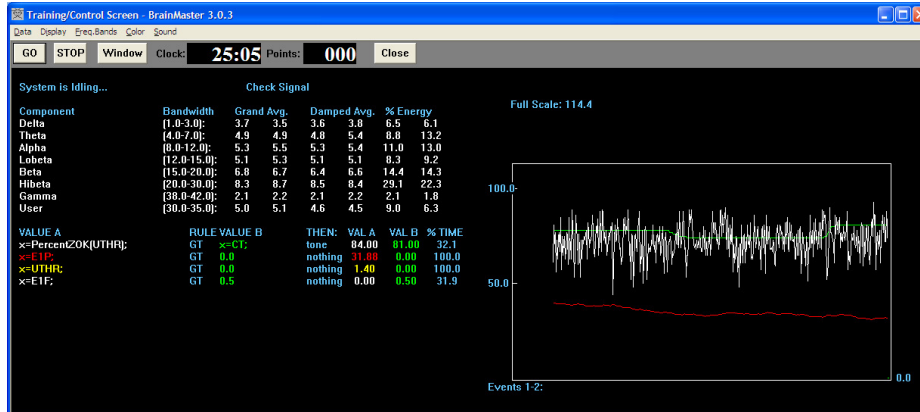 Training/Control Screen - BrainMaster 3.0.3
Data Display Freq.Bands Color Sound
GO STOP Window Clock: 25:05 Points: 000 Close
System is Idling... Check Signal
Full Scale: 114.4
Component Bandwidth Grand Avg. Damped Avg. % Energy
Delta (1.0-3.0): 3.7 3.5 3.6 3.8 6.5 6.1
Theta (4.0-7.0): 4.9 4.9 4.8 5.4 8.8 13.2
Alpha (8.0-12.0): 5.3 5.5 5.3 5.4 11.0 13.0
Lobeta (12.0-15.0): 5.1 5.3 5.1 5.1 8.3 9.2
Beta (15.0-20.0): 6.8 6.7 6.4 6.6 14.4 14.3
Hibeta (20.0-30.0): 8.3 8.7 8.5 8.4 29.1 22.3
Gamma (38.0-42.0): 2.1 2.2 2.1 2.2 2.1 1.8
User (30.0-35.0): 5.0 5.1 4.6 4.5 9.0 6.3
100.0-
VALUE A RULE VALUE B THEN: VAL A VAL B % TIME
x=PercentZOK(UTHR); GT x=CT; tone 84.00 81.00 32.1
x=E1P; GT 0.0 nothing 31.88 0.00 100.0
x=UTHR; GT 0.0 nothing 1.40 0.00 100.0
x=E1F; GT 0.5 nothing 0.00 0.50 31.9
50.0 -
0.0
Events 1-2: